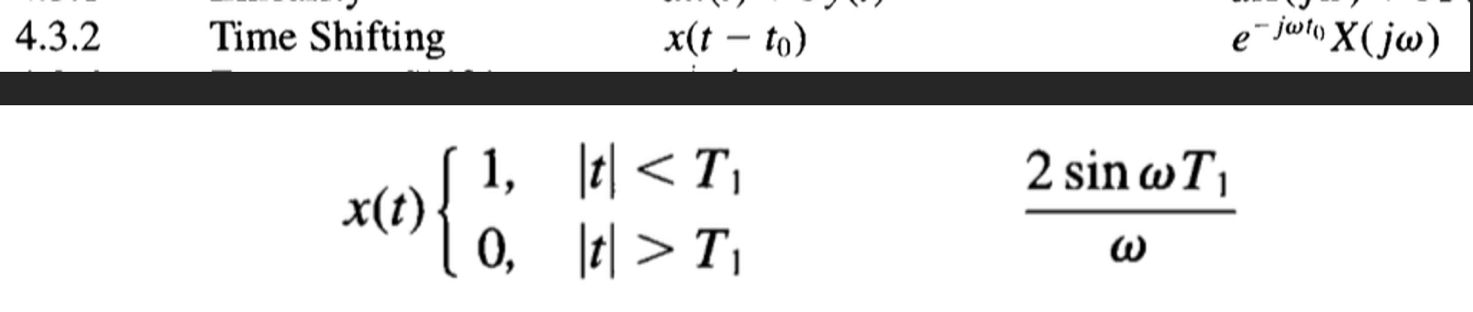 4.3.2 Time Shifting x(t − t₀) e^{−jωt₀} X(jω)
x(t) { 1, |t| < T₁
0, |t| > T₁
2 sin ωT₁
ω